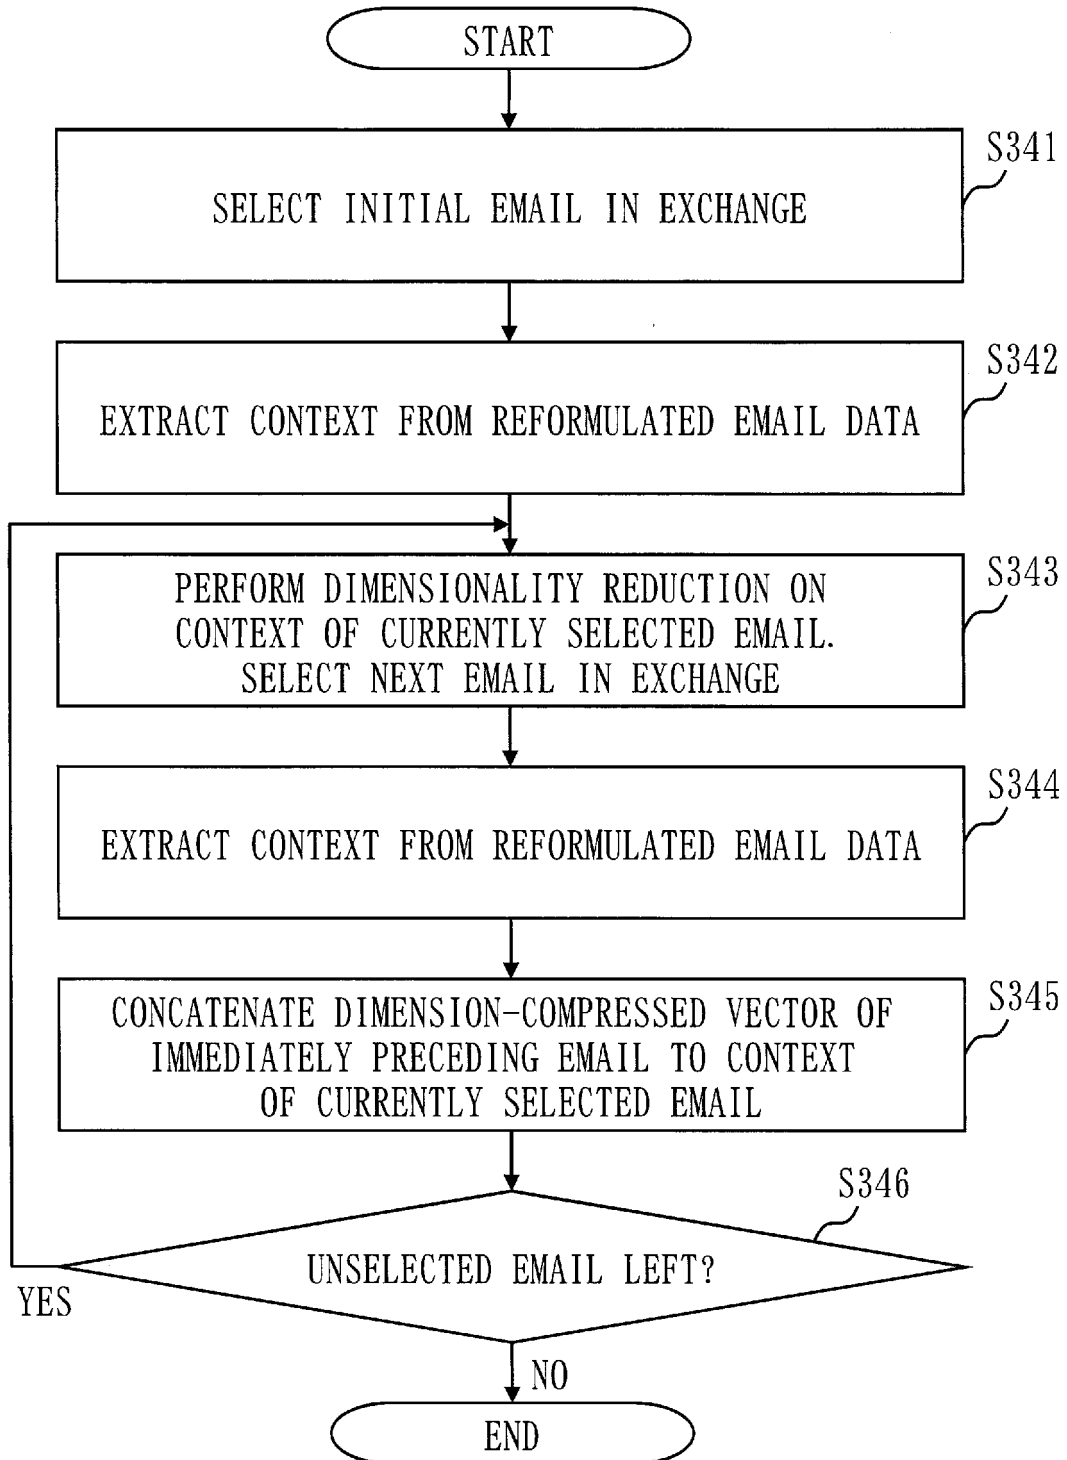 START
S341
SELECT INITIAL EMAIL IN EXCHANGE
S342
EXTRACT CONTEXT FROM REFORMULATED EMAIL DATA
S343
PERFORM DIMENSIONALITY REDUCTION ON
CONTEXT OF CURRENTLY SELECTED EMAIL.
SELECT NEXT EMAIL IN EXCHANGE
S344
EXTRACT CONTEXT FROM REFORMULATED EMAIL DATA
S345
CONCATENATE DIMENSION-COMPRESSED VECTOR OF
IMMEDIATELY PRECEDING EMAIL TO CONTEXT
OF CURRENTLY SELECTED EMAIL
S346
UNSELECTED EMAIL LEFT?
YES
NO
END